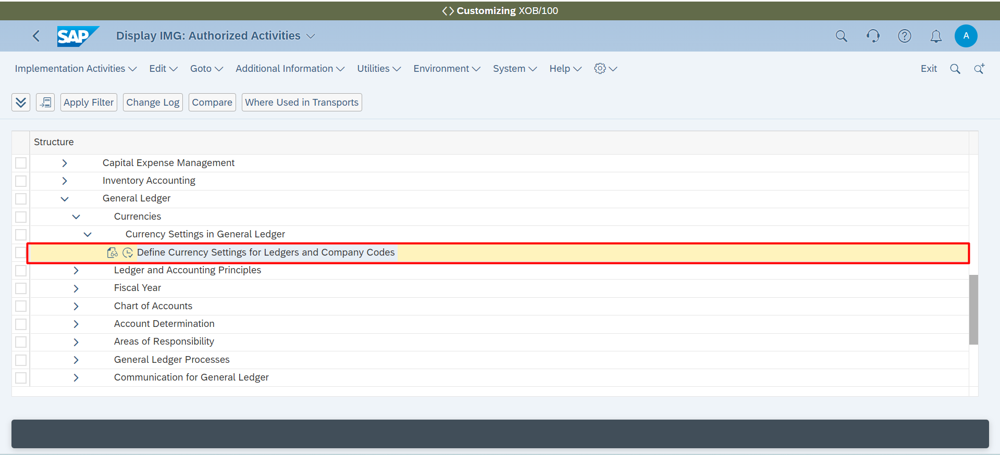 Customizing XOB/100
SAP Display IMG: Authorized Activities A
Implementation Activities Edit Goto Additional Information Utilities Environment System Help Exit
Apply Filter Change Log Compare Where Used in Transports
Structure
Capital Expense Management
Inventory Accounting
General Ledger
Currencies
Currency Settings in General Ledger
Define Currency Settings for Ledgers and Company Codes
Ledger and Accounting Principles
Fiscal Year
Chart of Accounts
Account Determination
Areas of Responsibility
General Ledger Processes
Communication for General Ledger